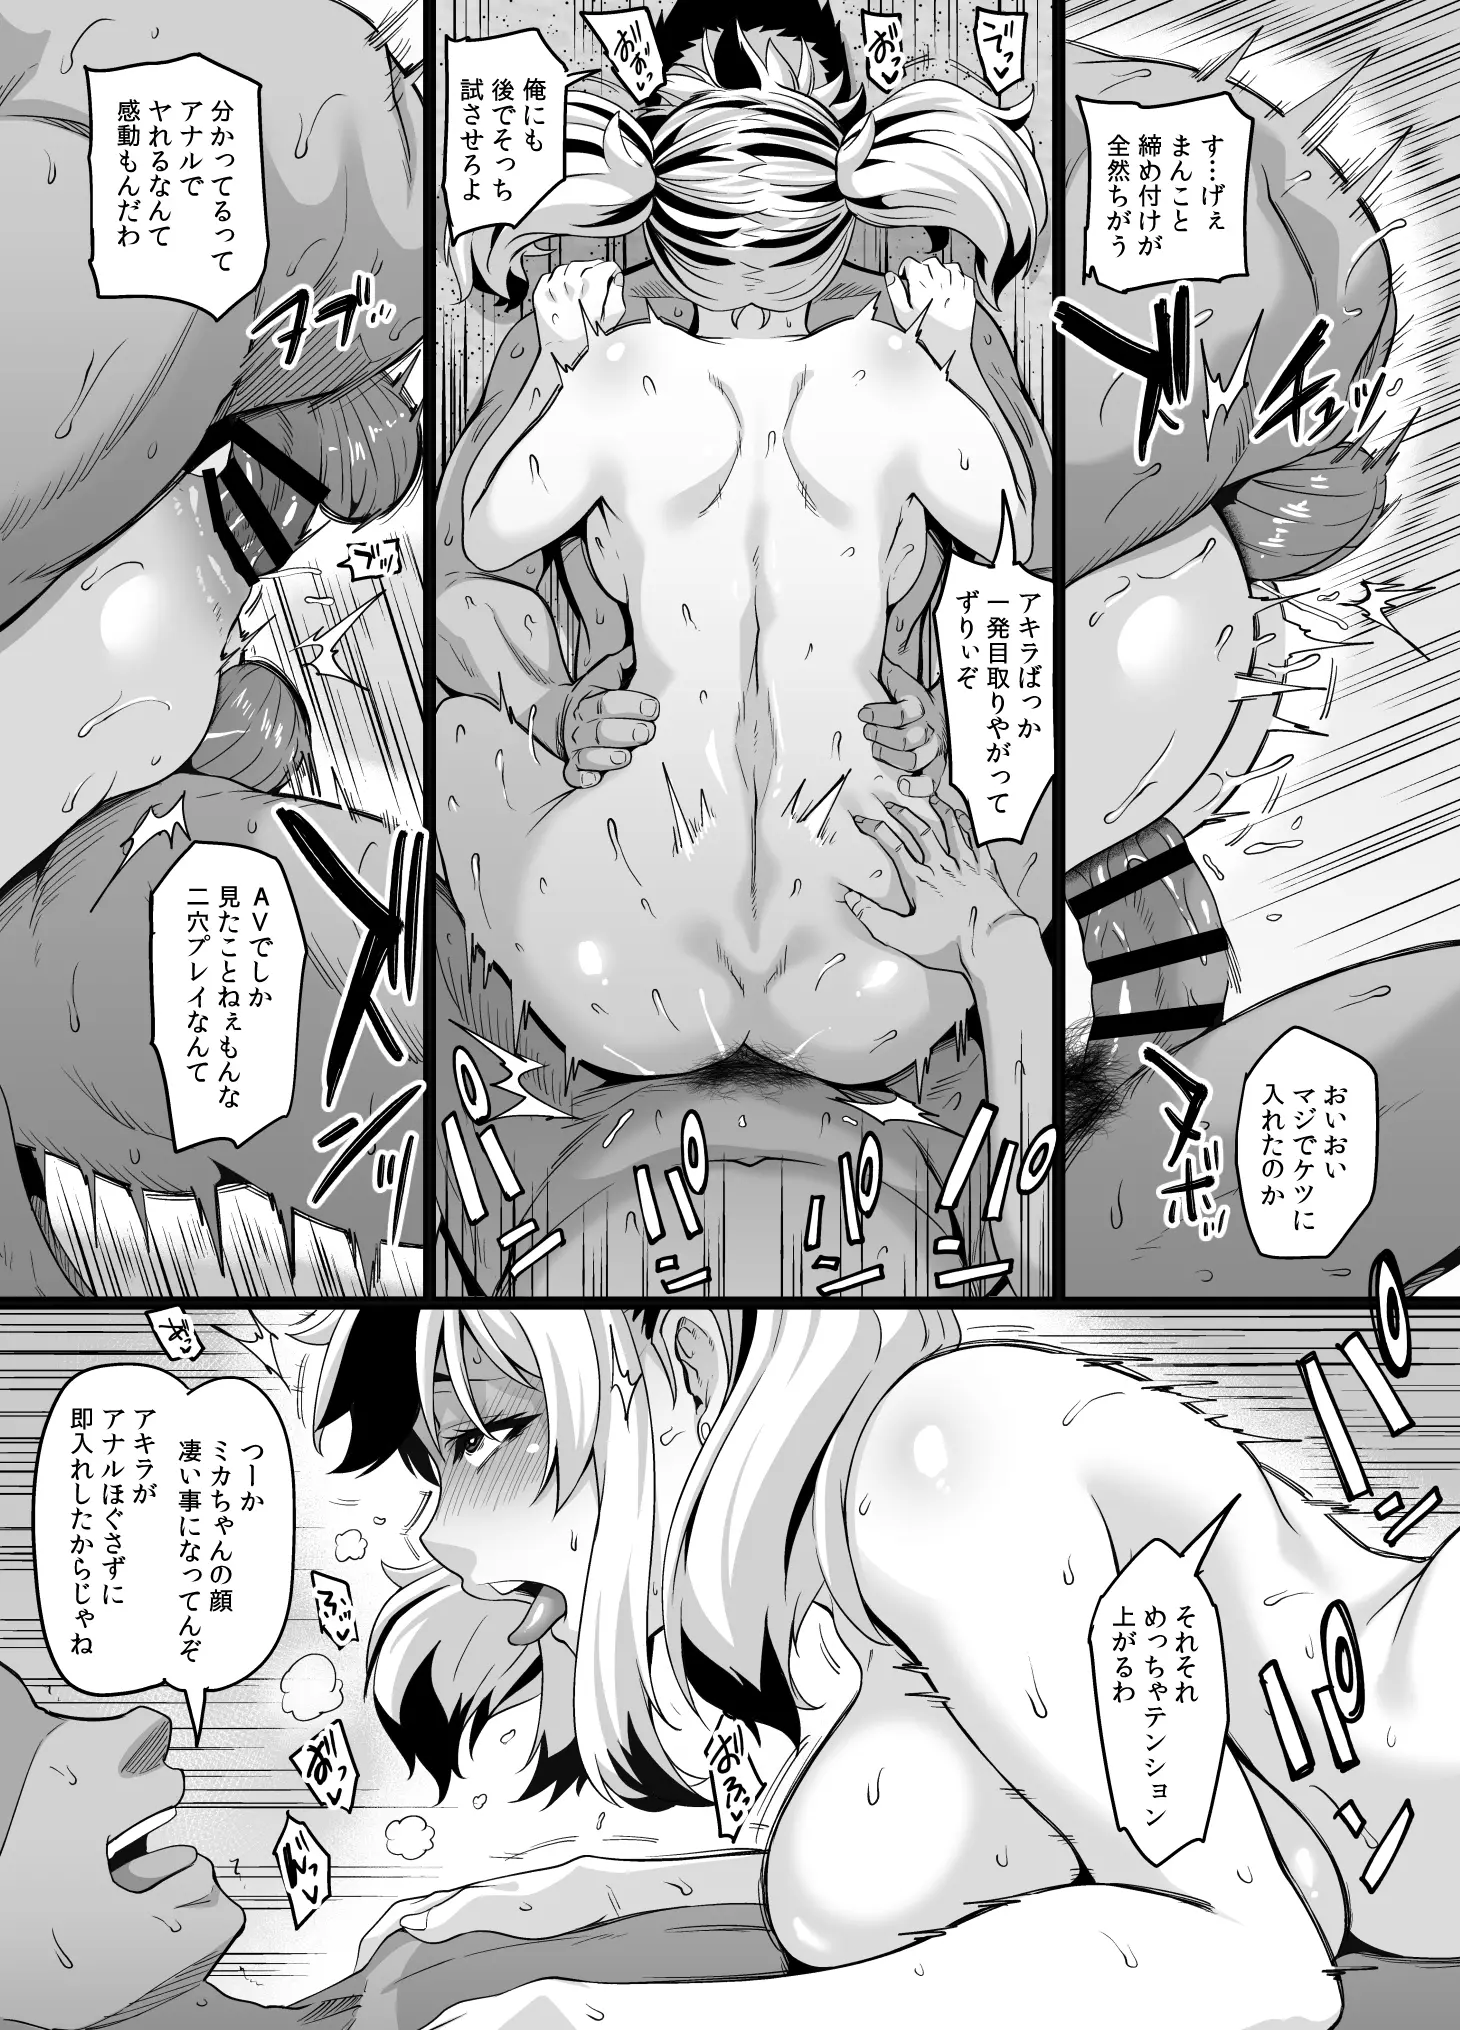 す…げぇ
まんこと
締め付けが
全然ちがう
チュッ
おいおい
マジでケツに
入れたのか
ズボッ
でっ
おっ
おおっ
俺にも
後でそっち
試させろよ
アキラばっか
一発目取りやがって
ずりぃぞ
パンッ
パンッ
パンッ
パンッ
分かってるって
アナルで
ヤれるなんて
感動もんだわ
ヌブッ
AVでしか
見たことねぇもんな
二穴プレイなんて
パンッ
パンッ
それそれ
めっちゃテンション
上がるわ
つーか
ミカちゃんの顔
凄い事になってんぞ
アキラが
アナルほぐさずに
即入れしたからじゃね
ふっ
おっ
んっ